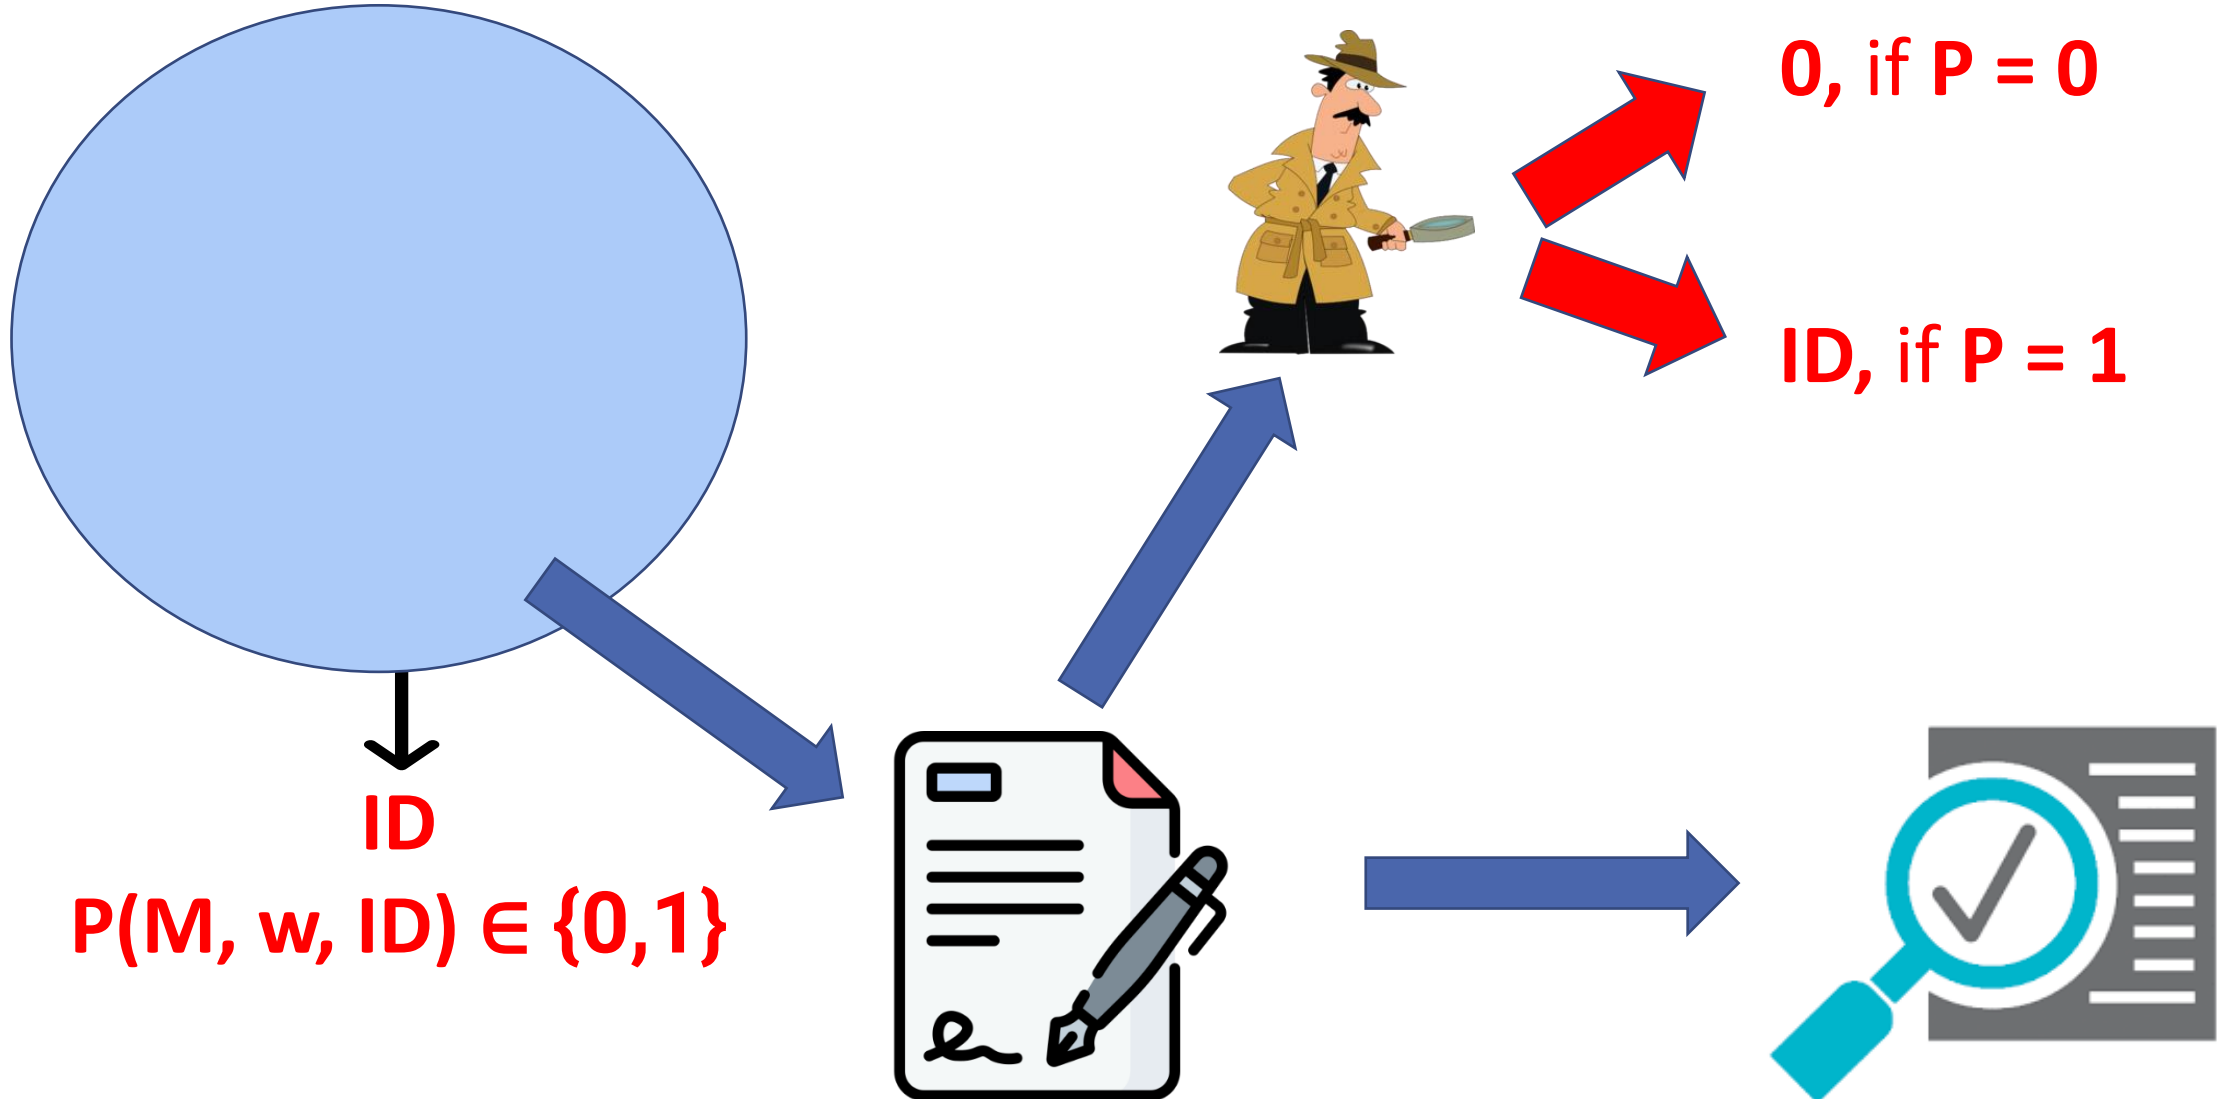 0, if P = 0
ID, if P = 1
ID
P(M, w, ID) ∈ {0,1}